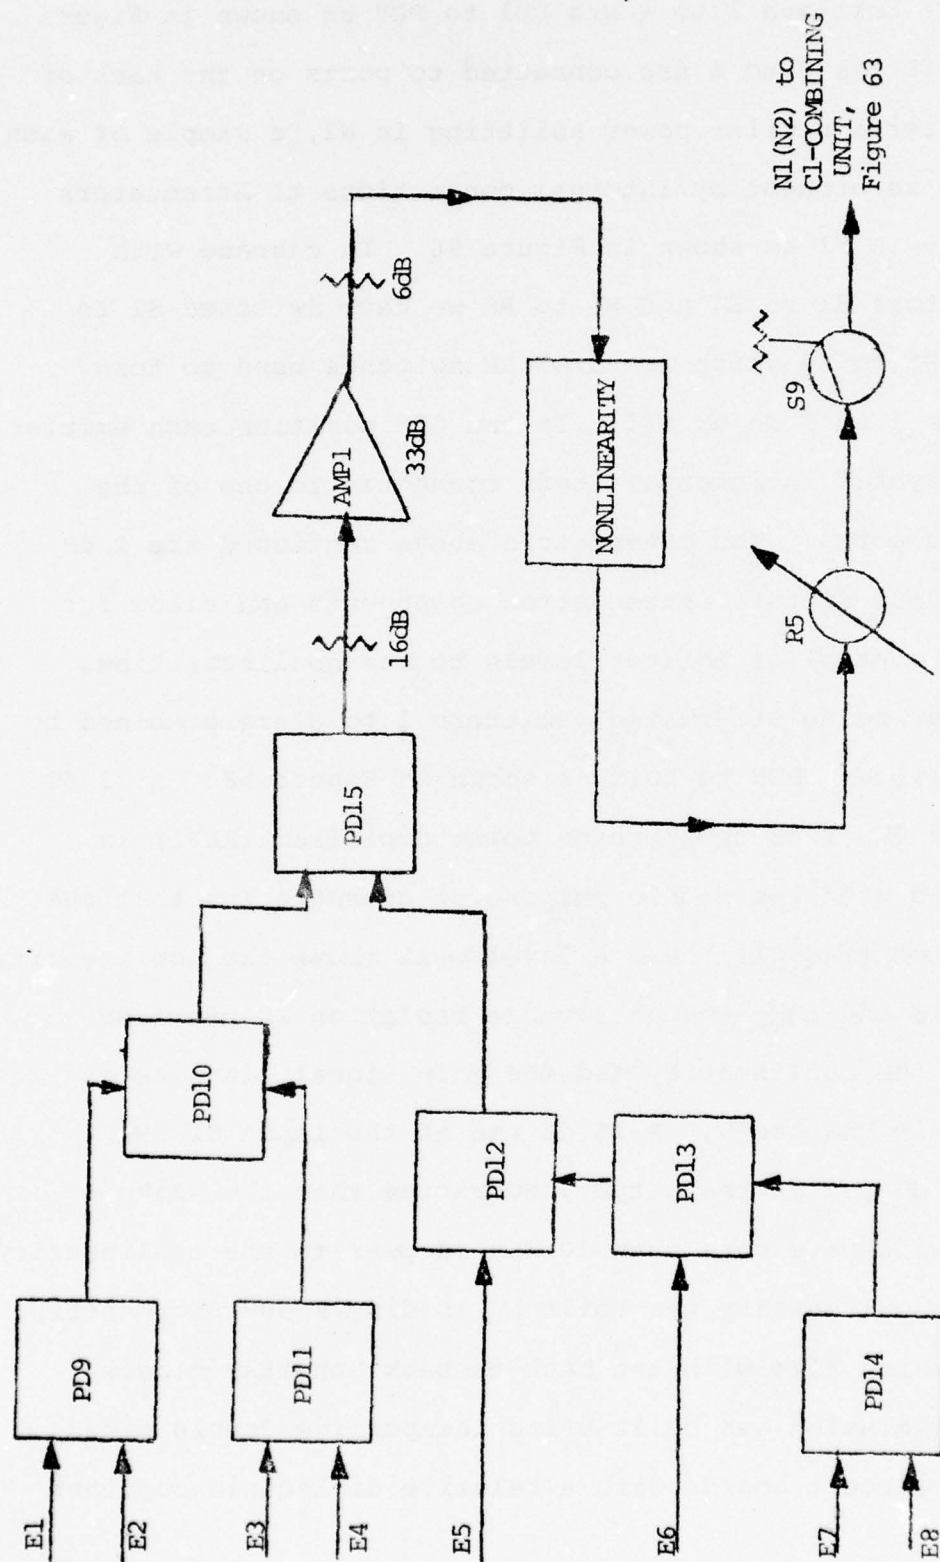 E1
E2
E3
E4
E5
E6
E7
E8
PD9
PD11
PD10
PD12
PD13
PD14
PD15
16dB
AMP1
33dB
6dB
NONLINEARITY
R5
S9
N1(N2) to
C1-COMBINING
UNIT,
Figure 63